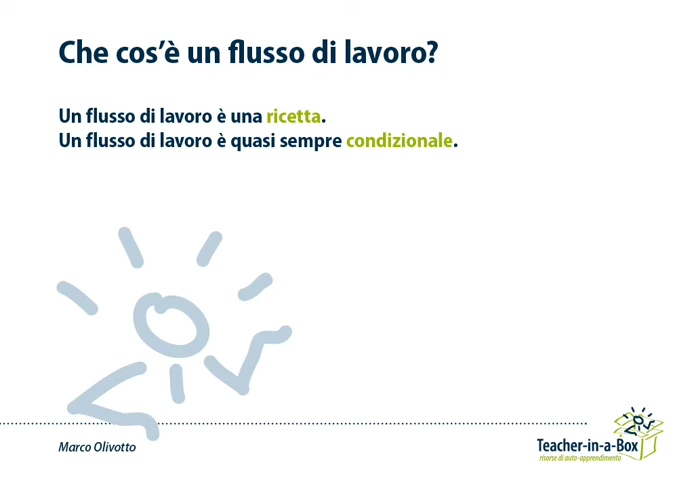 Che cos’è un flusso di lavoro?
Un flusso di lavoro è una ricetta.
Un flusso di lavoro è quasi sempre condizionale.
Marco Olivotto
Teacher-in-a-Box
risorse di auto-apprendimento